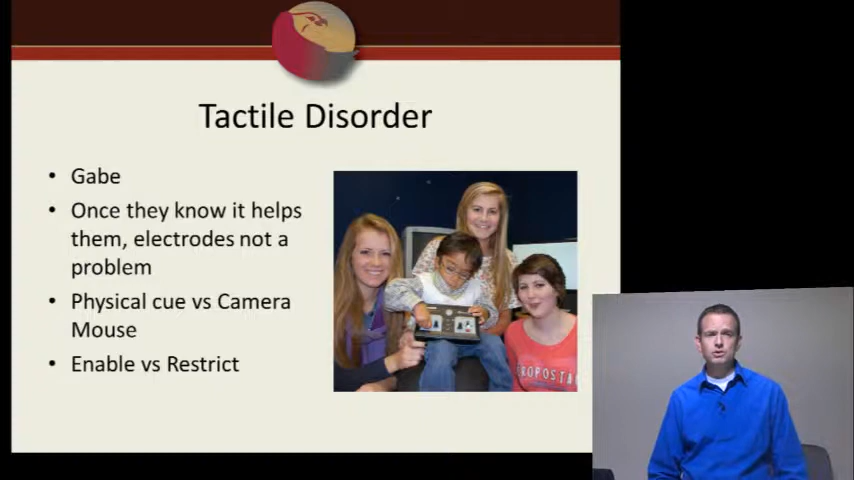 Tactile Disorder
• Gabe
• Once they know it helps
them, electrodes not a
problem
• Physical cue vs Camera
Mouse
• Enable vs Restrict
EROPOSTA